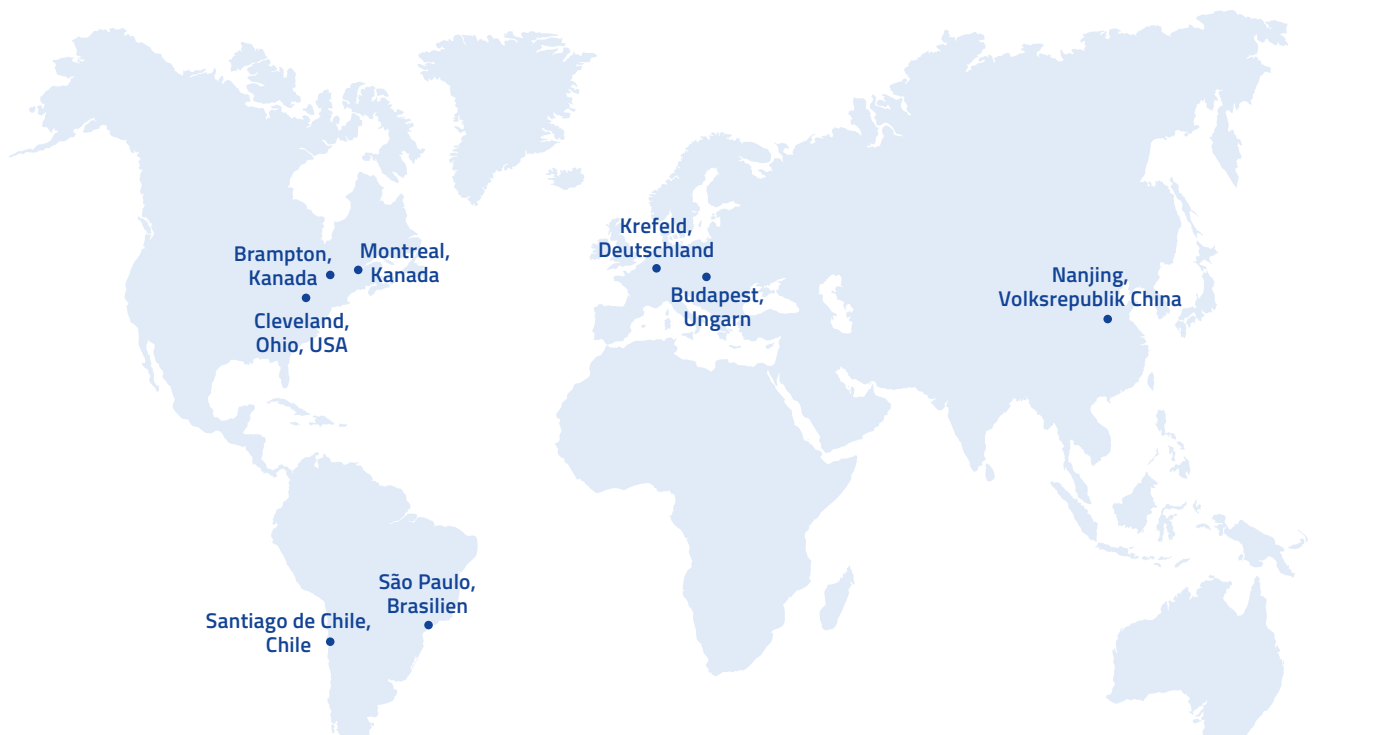 Krefeld,
Deutschland
Brampton,
Kanada
Montreal,
Kanada
Nanjing,
Volksrepublik China
Budapest,
Ungarn
Cleveland,
Ohio, USA
São Paulo,
Brasilien
Santiago de Chile,
Chile